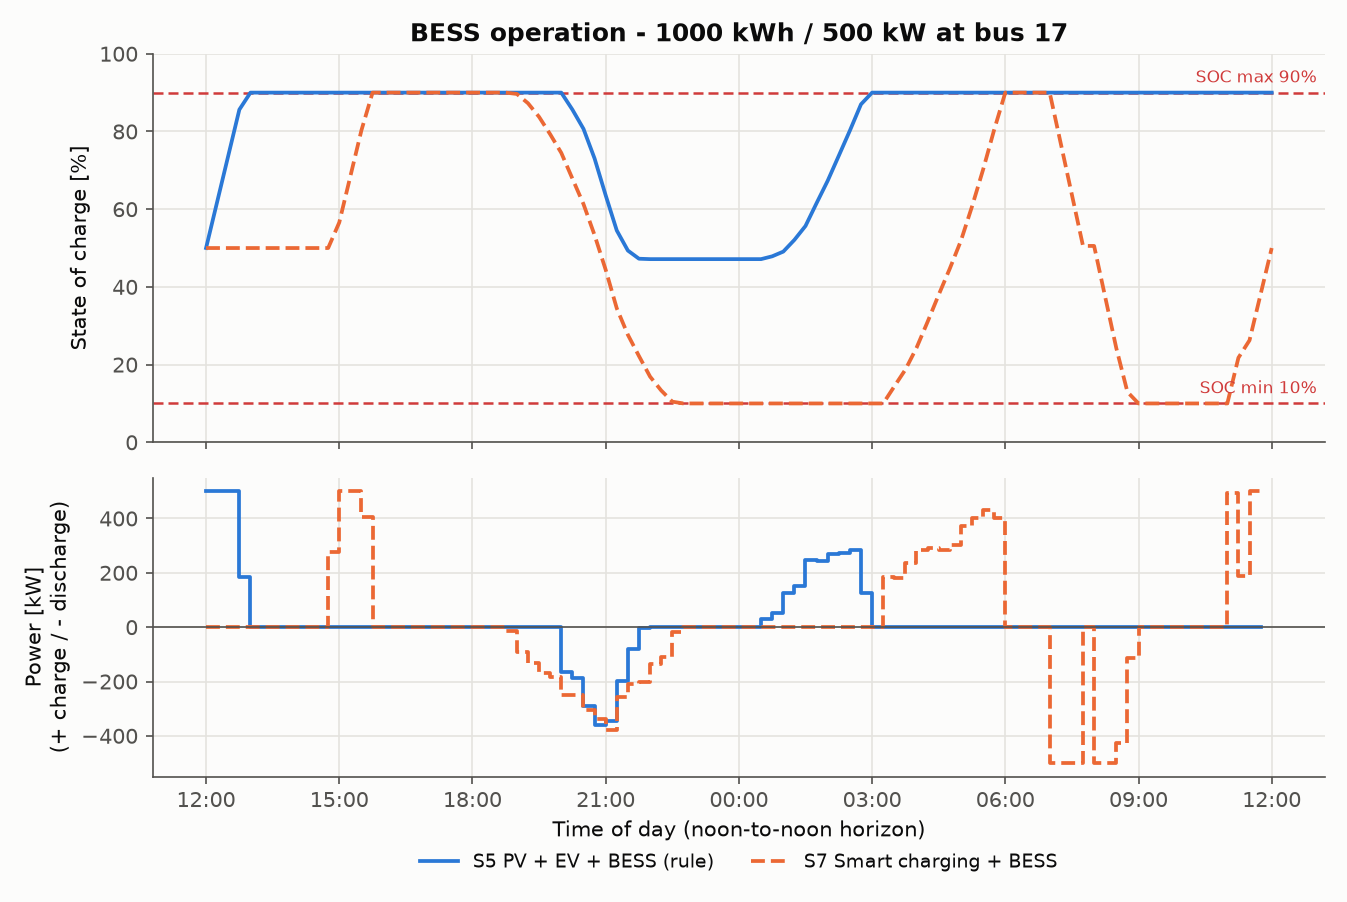 BESS operation - 1000 kWh / 500 kW at bus 17
State of charge [%]
100
80
60
40
20
0
SOC max 90%
SOC min 10%
Power [kW]
(+ charge / - discharge)
400
200
0
−200
−400
12:00 15:00 18:00 21:00 00:00 03:00 06:00 09:00 12:00
Time of day (noon-to-noon horizon)
S5 PV + EV + BESS (rule) S7 Smart charging + BESS